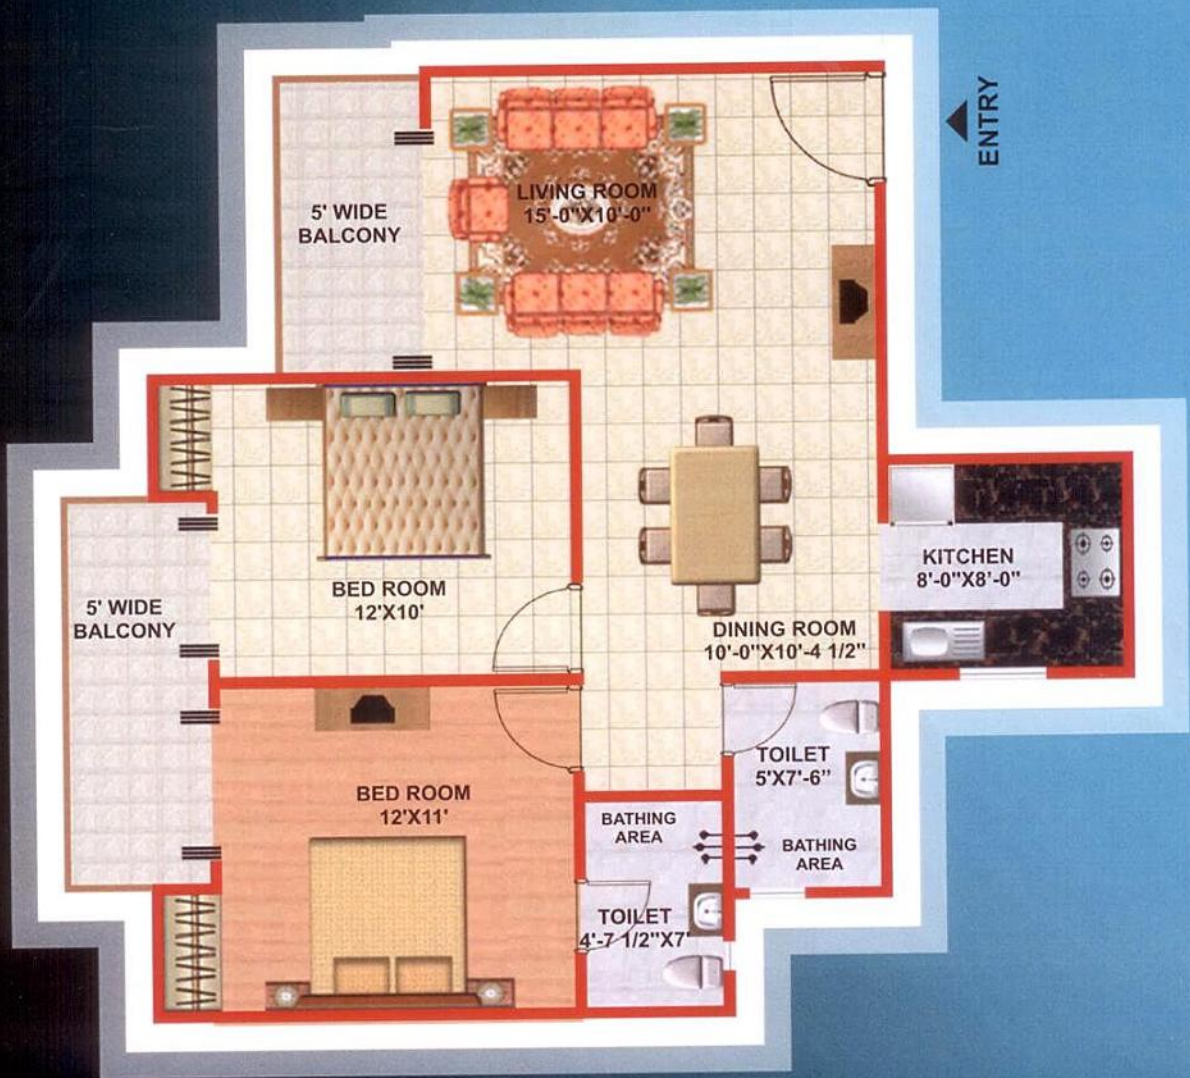 ENTRY
LIVING ROOM
15'-0"X10'-0"
5' WIDE
BALCONY
KITCHEN
8'-0"X8'-0"
BED ROOM
12'X10'
5' WIDE
BALCONY
DINING ROOM
10'-0"X10'-4 1/2"
TOILET
5'X7'-6"
BED ROOM
12'X11'
BATHING
AREA
BATHING
AREA
TOILET
4'-7 1/2"X7'